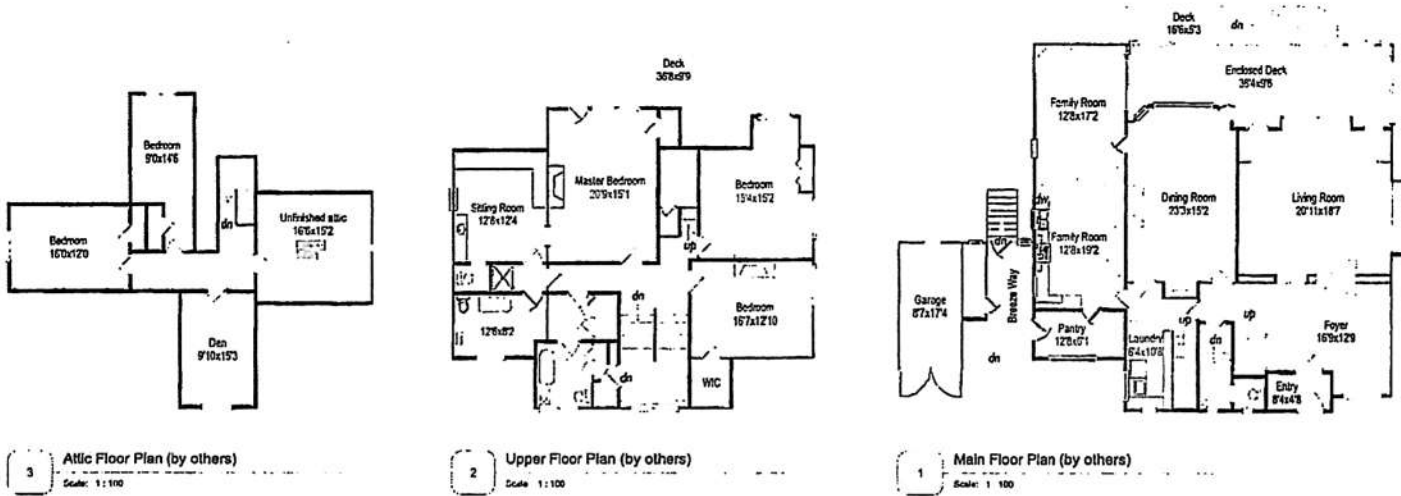 Bedroom
9'0x14'6
Bedroom
16'0x12'0
dn
Unfinished attic
16'6x15'2
Den
9'10x15'3
3
Attic Floor Plan (by others)
Scale: 1:100
Deck
36'8x9'9
Sitting Room
12'8x12'4
Master Bedroom
20'9x15'1
Bedroom
15'4x15'2
up
dn
Bedroom
16'7x12'10
12'6x8'2
dn
WIC
2
Upper Floor Plan (by others)
Scale: 1:100
Deck
16'6x5'3
dn
Enclosed Deck
36'4x9'6
Family Room
12'8x17'2
Dining Room
23'3x15'2
Living Room
20'11x18'7
dw
dn
Family Room
12'8x19'2
Garage
8'7x17'4
Breeze Way
dn
Pantry
12'8x6'1
Laundry
6'4x10'8
up
dn
up
Foyer
16'9x12'9
Entry
8'4x4'8
1
Main Floor Plan (by others)
Scale: 1 100